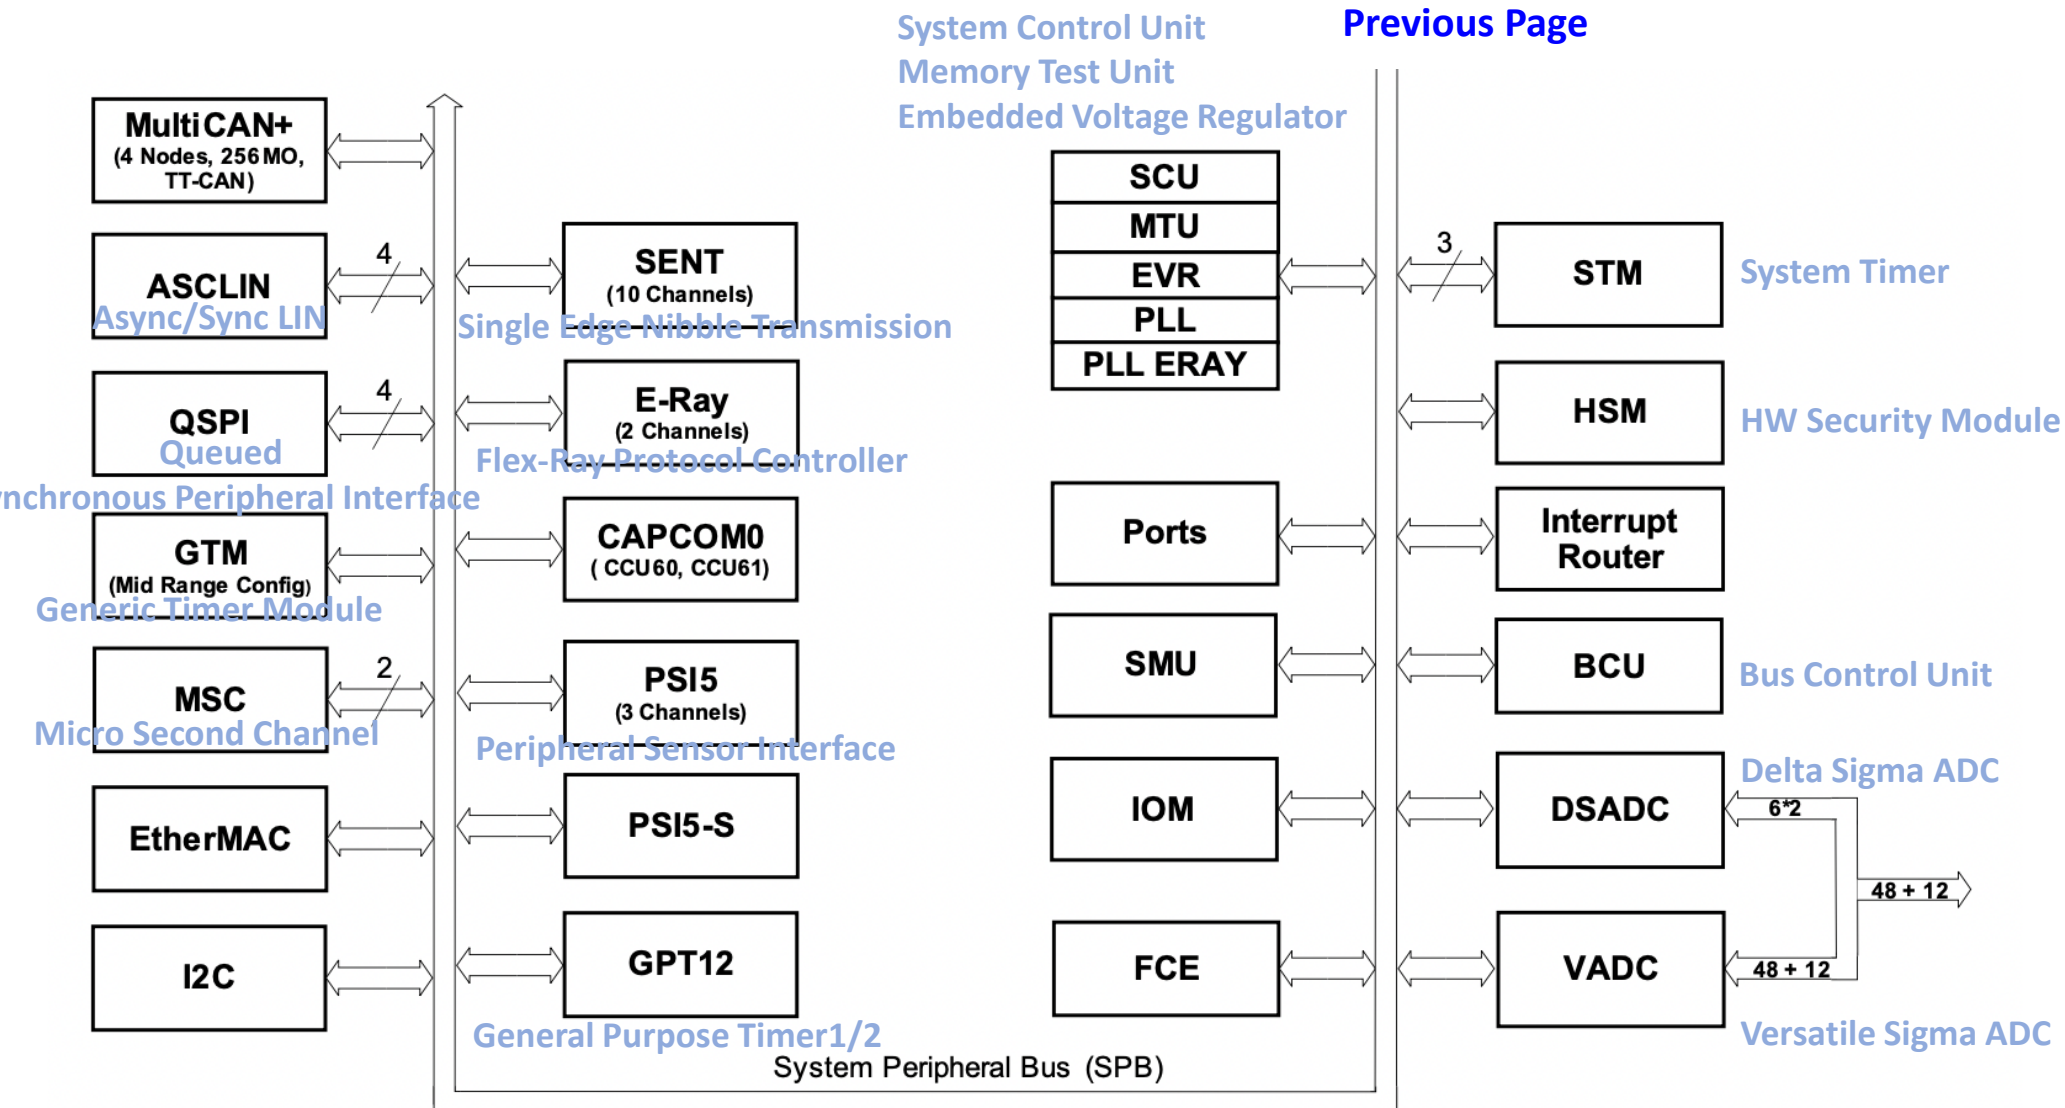 System Control Unit
Memory Test Unit
Embedded Voltage Regulator
Previous Page
MultiCAN+
(4 Nodes, 256 MO,
TT-CAN)
ASCLIN
Async/Sync LIN
4
QSPI
Queued
4
ynchronous Peripheral Interface
GTM
(Mid Range Config)
Generic Timer Module
MSC
Micro Second Channel
2
EtherMAC
I2C
SENT
(10 Channels)
Single Edge Nibble Transmission
E-Ray
(2 Channels)
Flex-Ray Protocol Controller
CAPCOM0
( CCU60, CCU61)
PSI5
(3 Channels)
Peripheral Sensor Interface
PSI5-S
GPT12
General Purpose Timer1/2
System Peripheral Bus (SPB)
SCU
MTU
EVR
PLL
PLL ERAY
Ports
SMU
IOM
FCE
3
STM
System Timer
HSM
HW Security Module
Interrupt
Router
BCU
Bus Control Unit
DSADC
Delta Sigma ADC
6*2
48 + 12
VADC
48 + 12
Versatile Sigma ADC